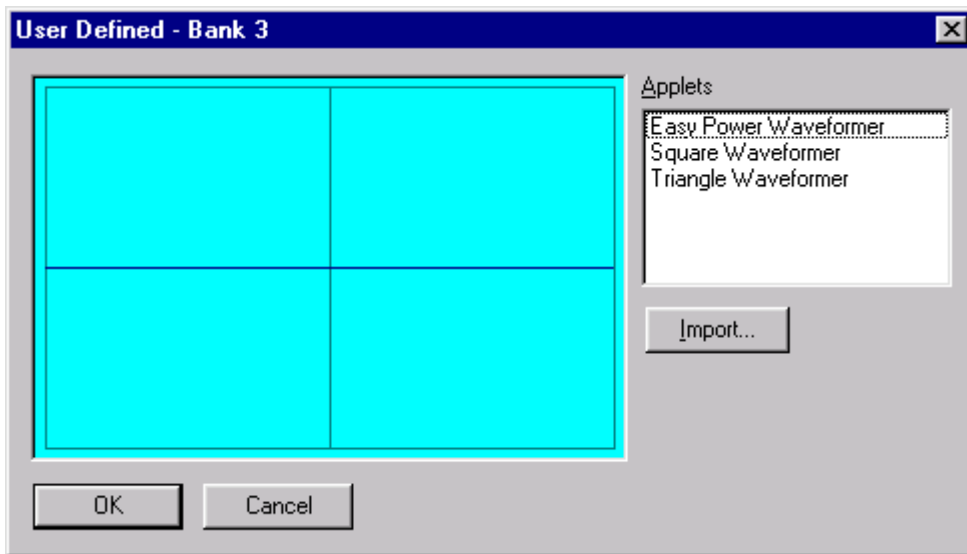 User Defined - Bank 3
Applets
Easy Power Waveformer
Square Waveformer
Triangle Waveformer
Import...
OK
Cancel